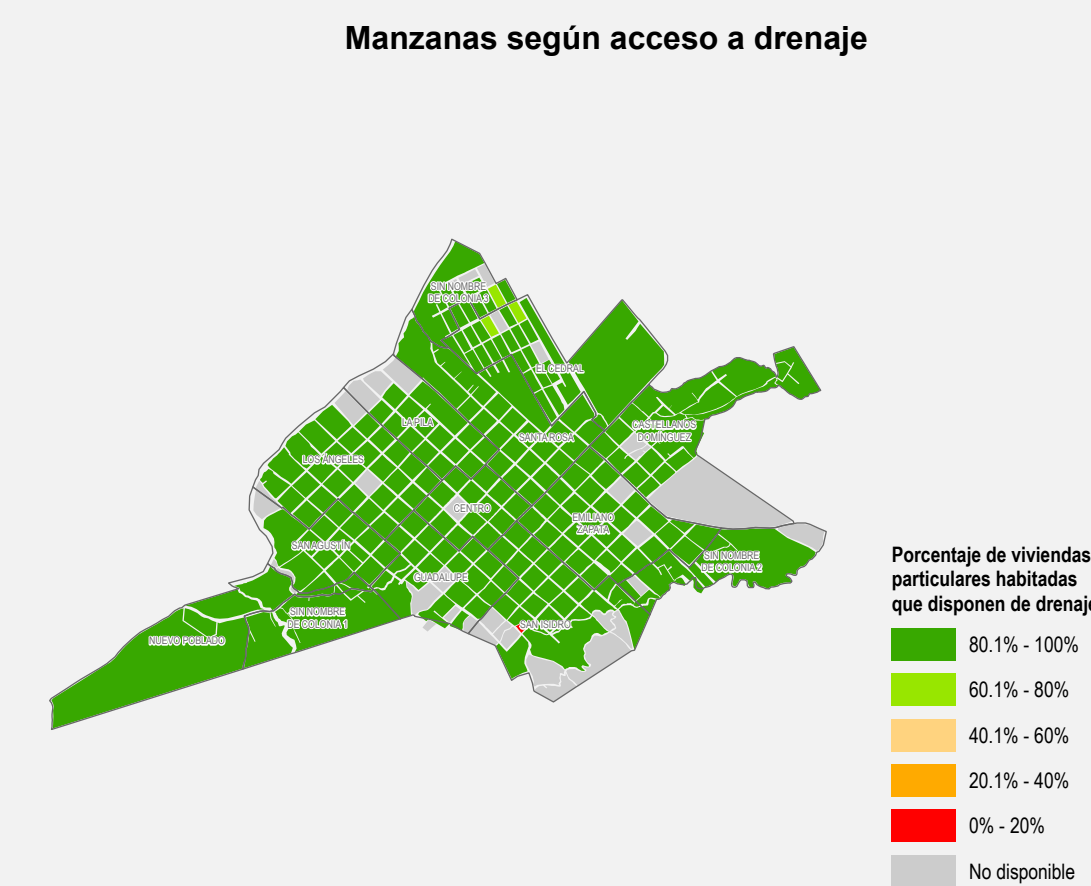 Manzanas según acceso a drenaje
SIN NOMBRE
DE COLONIA 3
EL CEDRAL
LA PILA
SANTA ROSA
CASTELLANOS
DOMÍNGUEZ
LOS ÁNGELES
CENTRO
EMILIANO
ZAPATA
SAN AGUSTÍN
SIN NOMBRE
DE COLONIA 2
GUADALUPE
SIN NOMBRE
DE COLONIA 1
SAN ISIDRO
NUEVO POBLADO
Porcentaje de viviendas
particulares habitadas
que disponen de drenaje
80.1% - 100%
60.1% - 80%
40.1% - 60%
20.1% - 40%
0% - 20%
No disponible